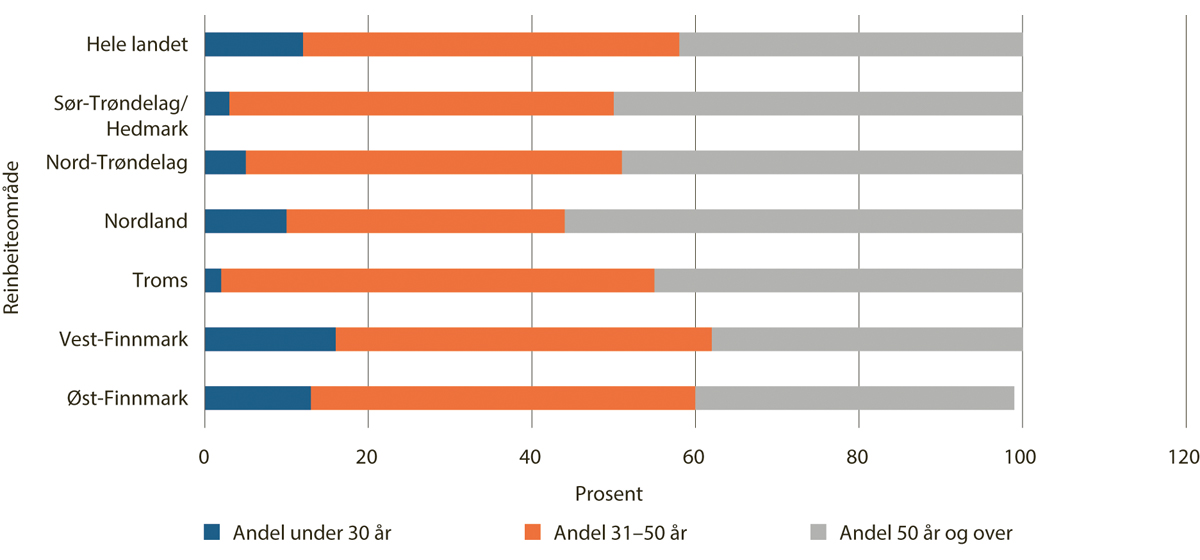 Hele landet
Sør-Trøndelag/
Hedmark
Nord-Trøndelag
Nordland
Troms
Vest-Finnmark
Øst-Finnmark
Reinbeiteområde
0 20 40 60 80 100 120
Prosent
Andel under 30 år Andel 31–50 år Andel 50 år og over